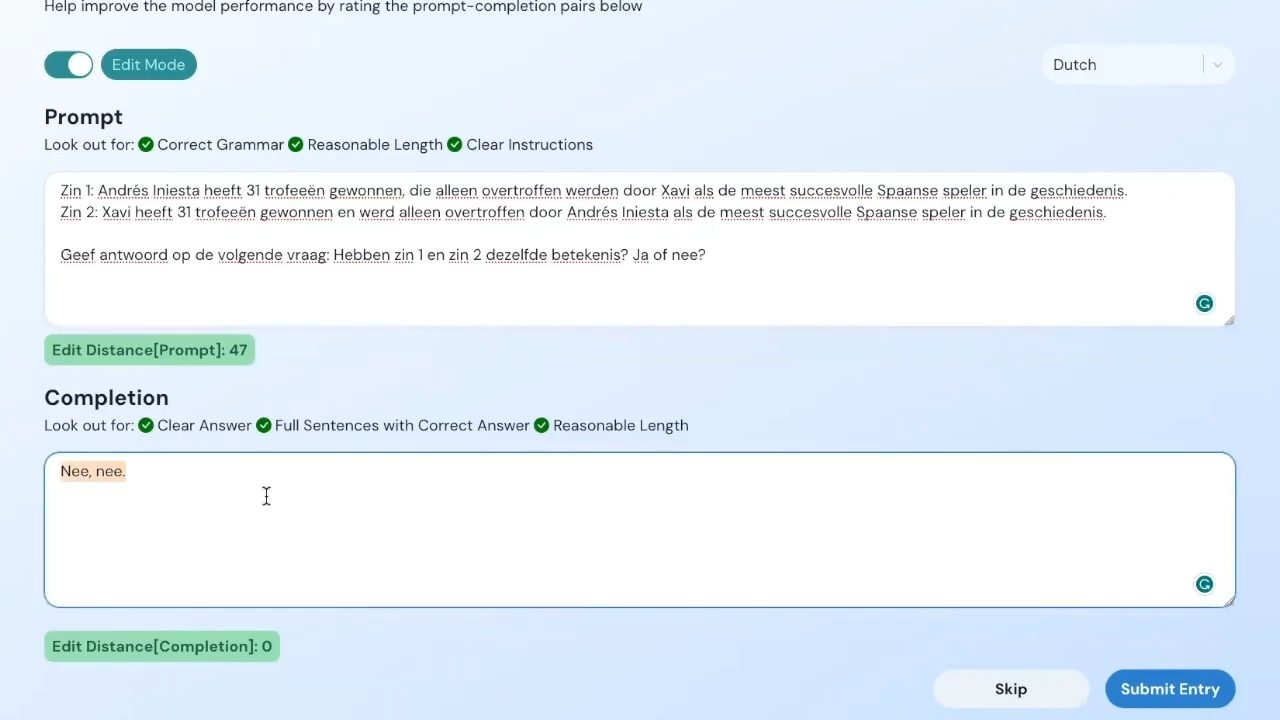 Help improve the model performance by rating the prompt-completion pairs below
Edit Mode
Dutch
Prompt
Look out for: Correct Grammar Reasonable Length Clear Instructions
Zin 1: Andrés Iniesta heeft 31 trofeeën gewonnen, die alleen overtroffen werden door Xavi als de meest succesvolle Spaanse speler in de geschiedenis.
Zin 2: Xavi heeft 31 trofeeën gewonnen en werd alleen overtroffen door Andrés Iniesta als de meest succesvolle Spaanse speler in de geschiedenis.
Geef antwoord op de volgende vraag: Hebben zin 1 en zin 2 dezelfde betekenis? Ja of nee?
Edit Distance[Prompt]: 47
Completion
Look out for: Clear Answer Full Sentences with Correct Answer Reasonable Length
Nee, nee.
Edit Distance[Completion]: 0
Skip
Submit Entry